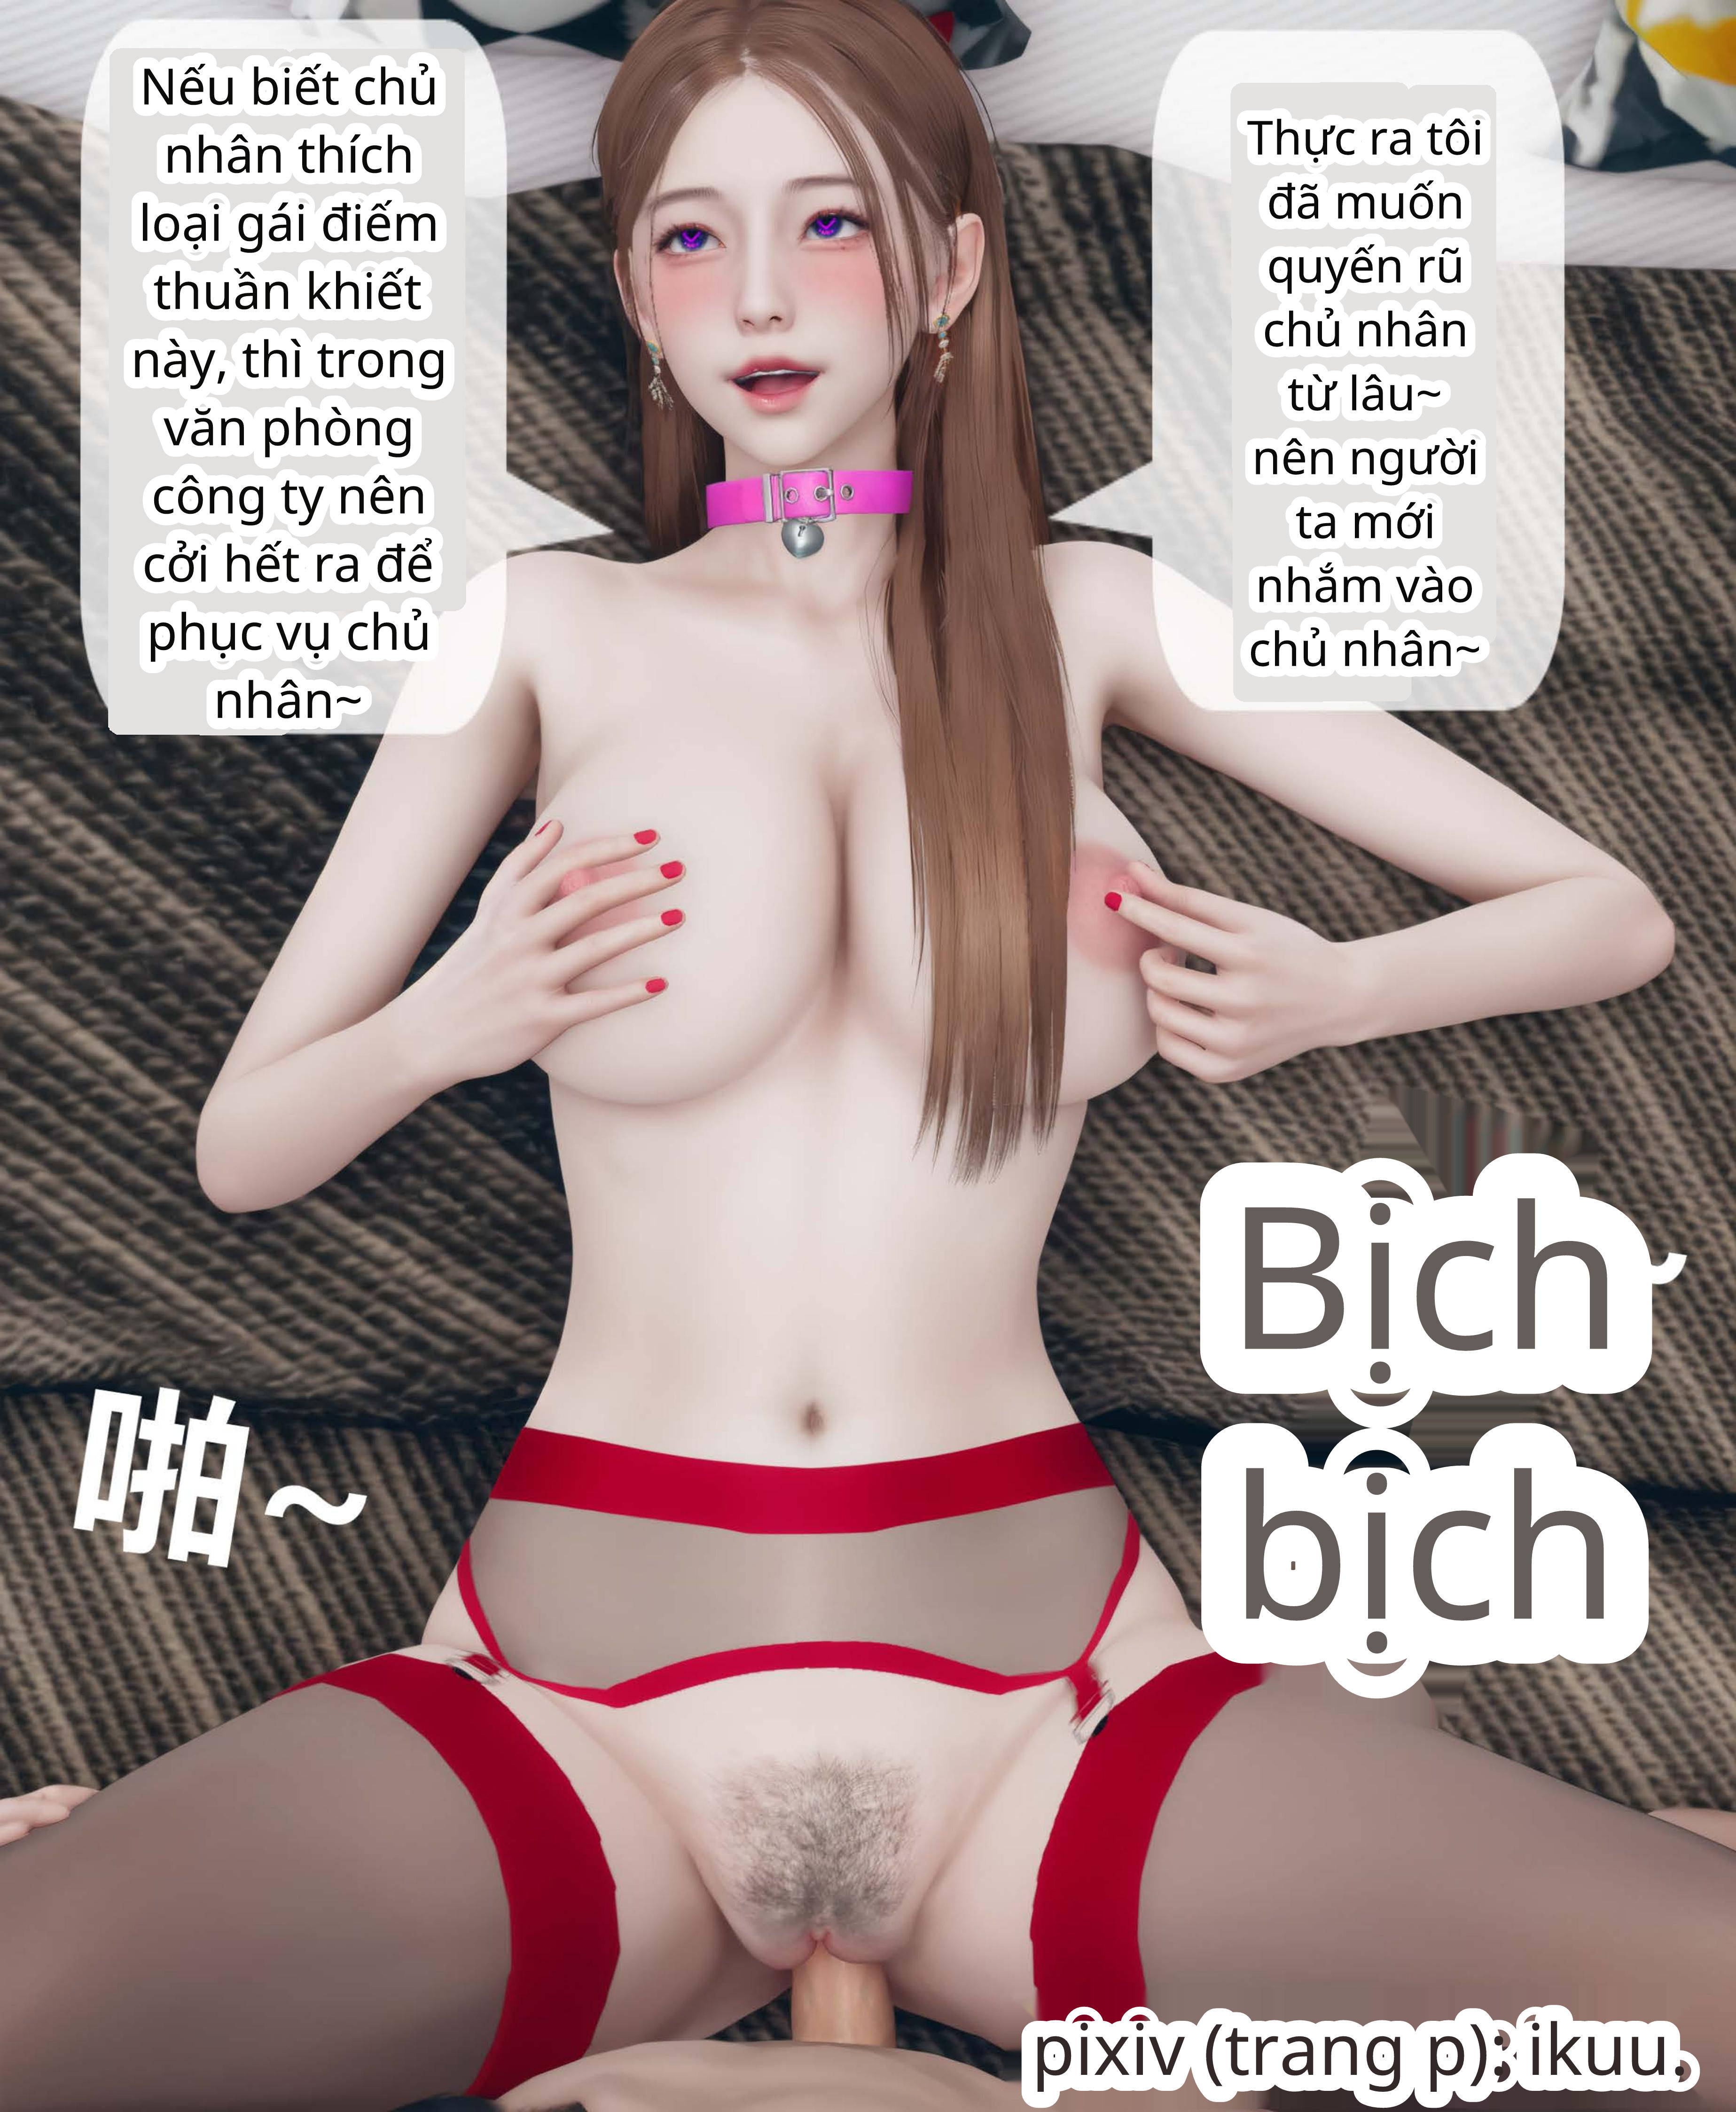 Nếu biết chủ
nhân thích
loại gái điếm
thuần khiết
này, thì trong
văn phòng
công ty nên
cởi hết ra để
phục vụ chủ
nhân~
Thực ra tôi
đã muốn
quyến rũ
chủ nhân
từ lâu~
nên người
ta mới
nhắm vào
chủ nhân~
Bịch~
bịch
啪~
pixiv (trang p): ikuu.